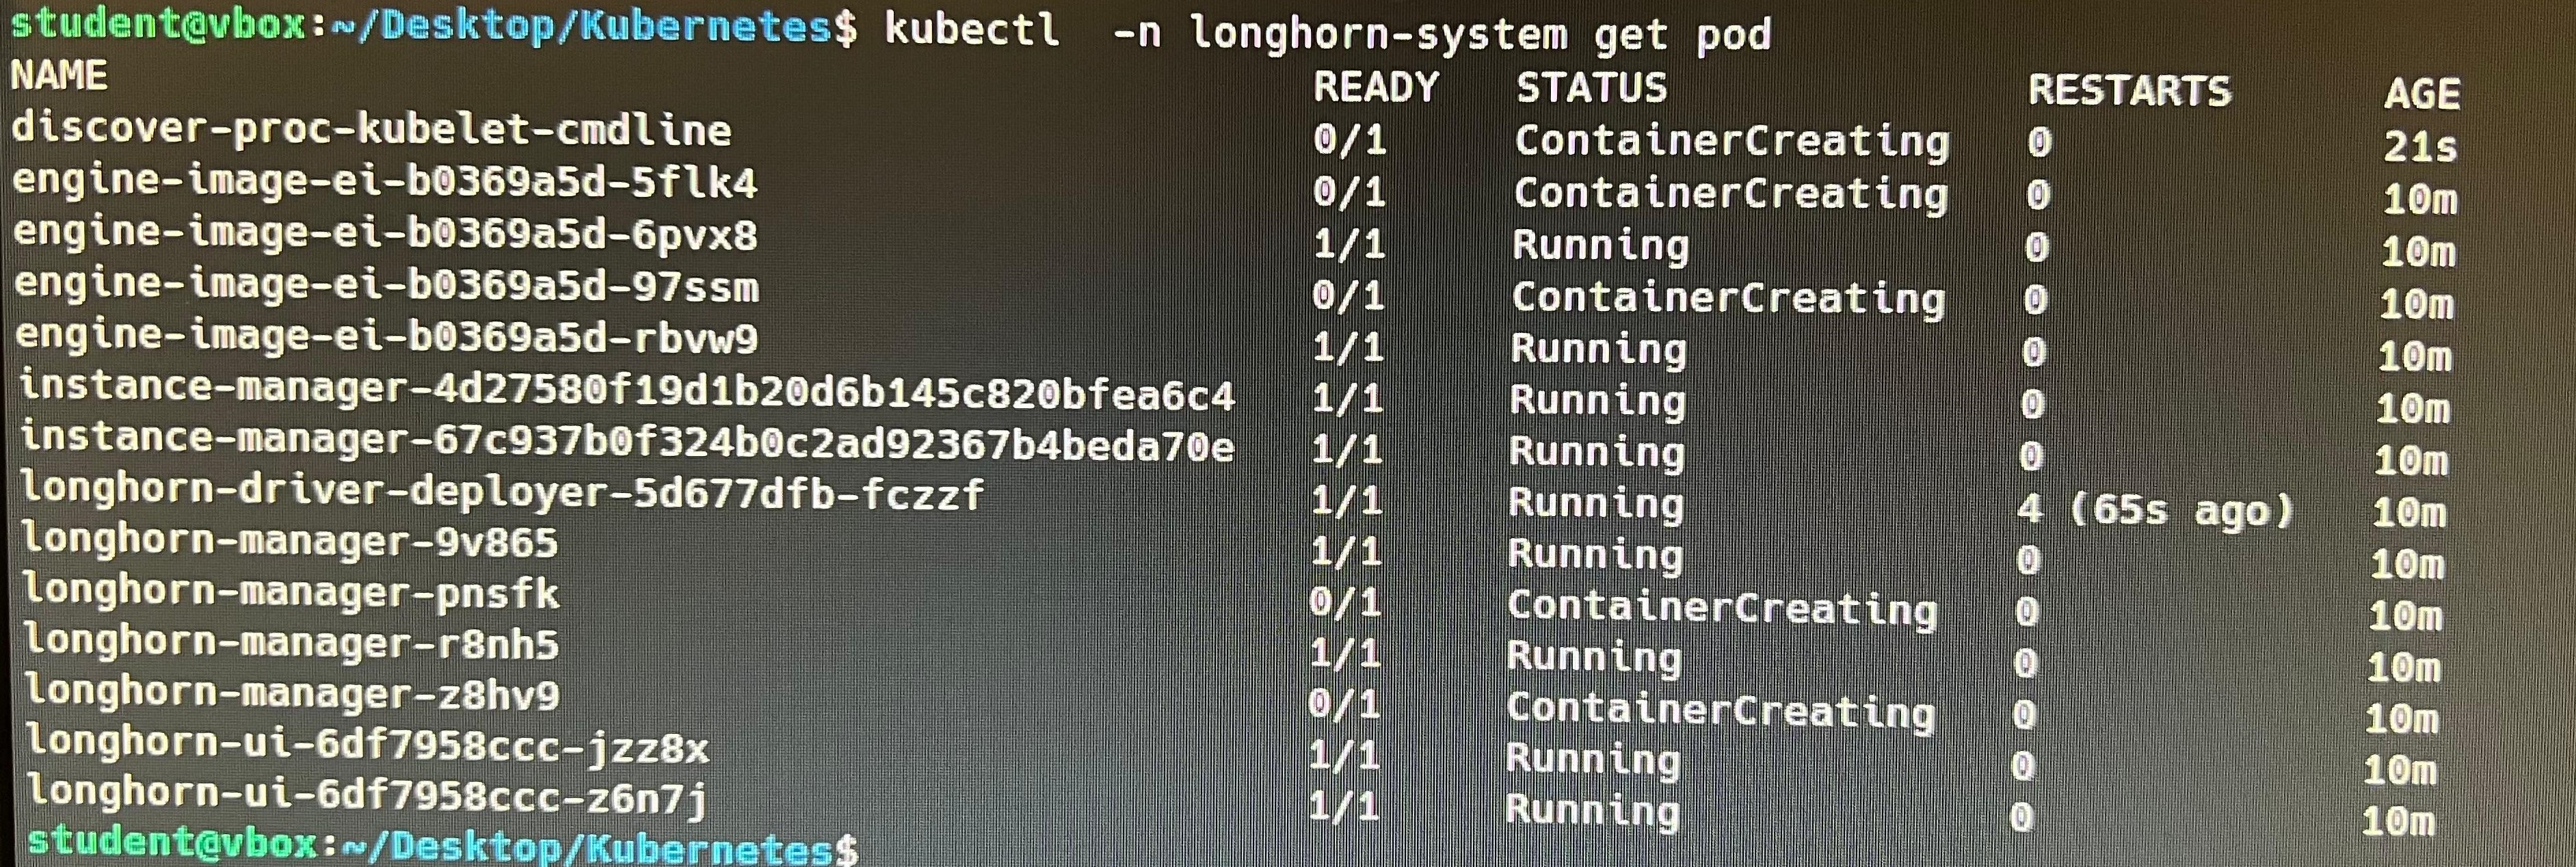 student@vbox:~/Desktop/Kubernetes$ kubectl  -n longhorn-system get pod
NAME READY STATUS RESTARTS AGE
discover-proc-kubelet-cmdline 0/1 ContainerCreating 0 21s
engine-image-ei-b0369a5d-5flk4 0/1 ContainerCreating 0 10m
engine-image-ei-b0369a5d-6pvx8 1/1 Running 0 10m
engine-image-ei-b0369a5d-97ssm 0/1 ContainerCreating 0 10m
engine-image-ei-b0369a5d-rbvw9 1/1 Running 0 10m
instance-manager-4d27580f19d1b20d6b145c820bfea6c4 1/1 Running 0 10m
instance-manager-67c937b0f324b0c2ad92367b4beda70e 1/1 Running 0 10m
longhorn-driver-deployer-5d677dfb-fczzf 1/1 Running 4 (65s ago) 10m
longhorn-manager-9v865 1/1 Running 0 10m
longhorn-manager-pnsfk 0/1 ContainerCreating 0 10m
longhorn-manager-r8nh5 1/1 Running 0 10m
longhorn-manager-z8hv9 0/1 ContainerCreating 0 10m
longhorn-ui-6df7958ccc-jzz8x 1/1 Running 0 10m
longhorn-ui-6df7958ccc-z6n7j 1/1 Running 0 10m
student@vbox:~/Desktop/Kubernetes$